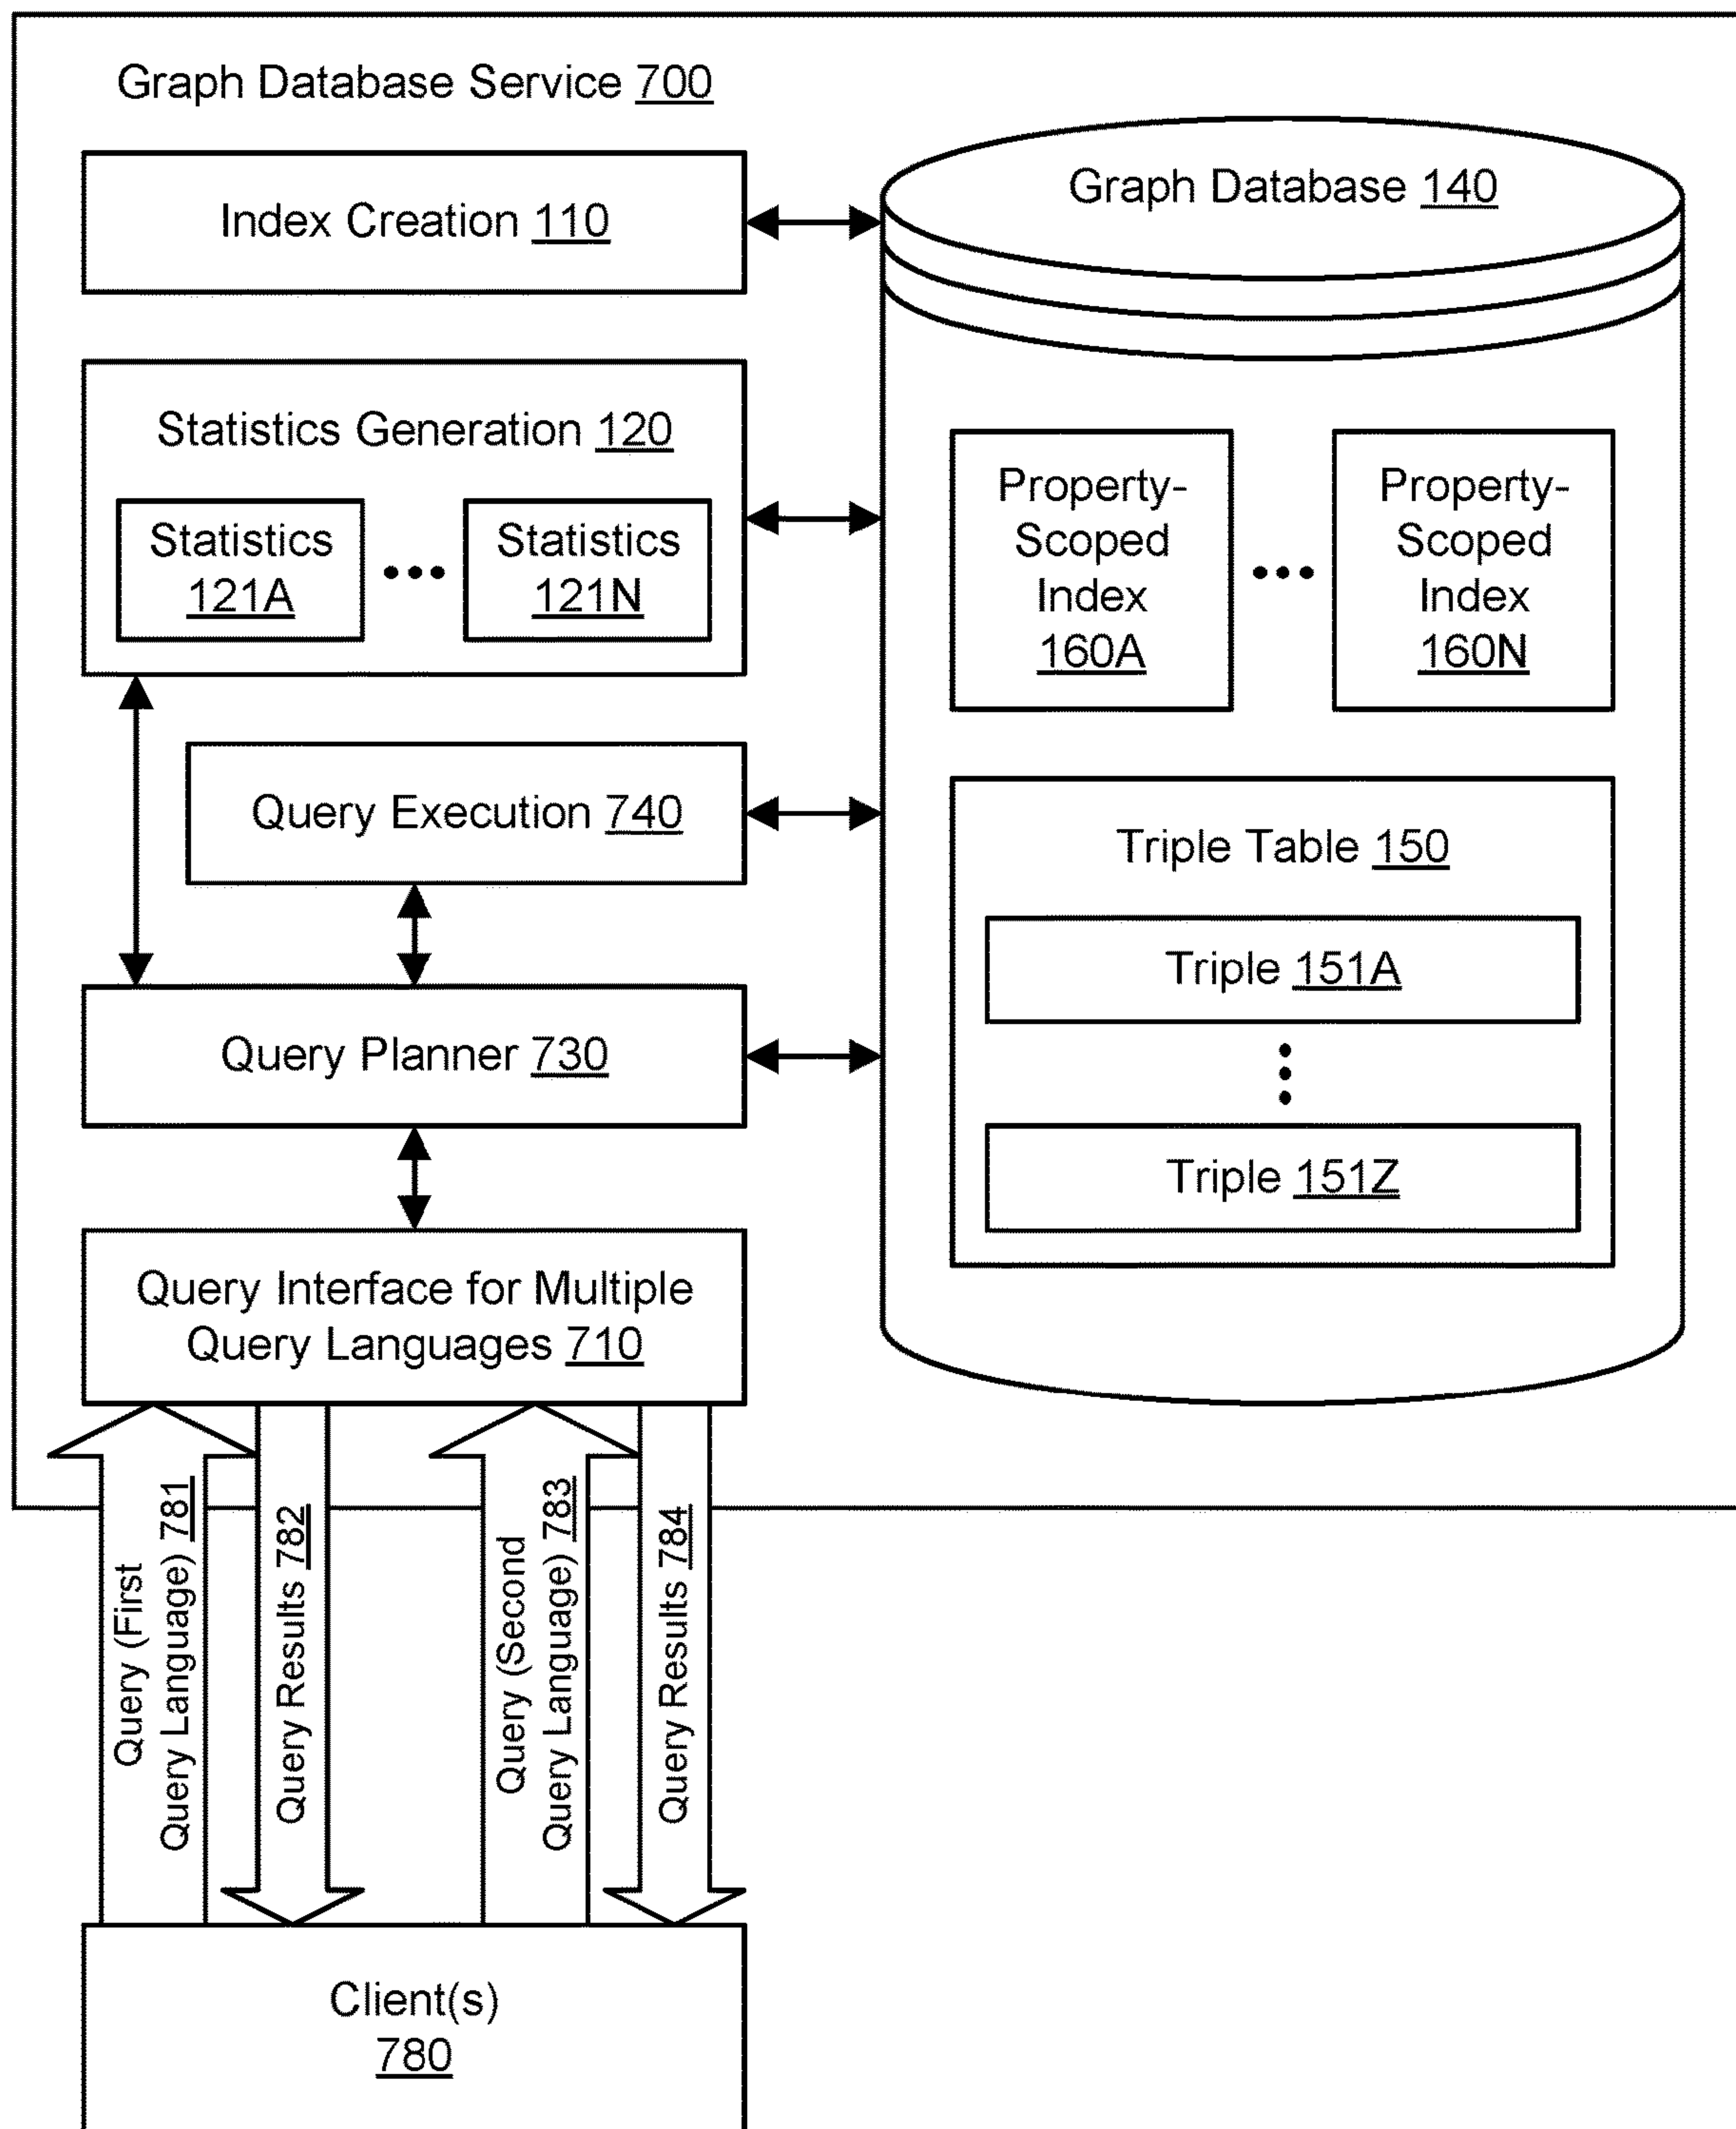 Graph Database Service 700
Index Creation 110
Statistics Generation 120
Statistics
121A
Statistics
121N
Query Execution 740
Query Planner 730
Query Interface for Multiple
Query Languages 710
Graph Database 140
Property-
Scoped
Index
160A
Property-
Scoped
Index
160N
Triple Table 150
Triple 151A
Triple 151Z
Query (First
Query Language) 781
Query Results 782
Query (Second
Query Language) 783
Query Results 784
Client(s)
780